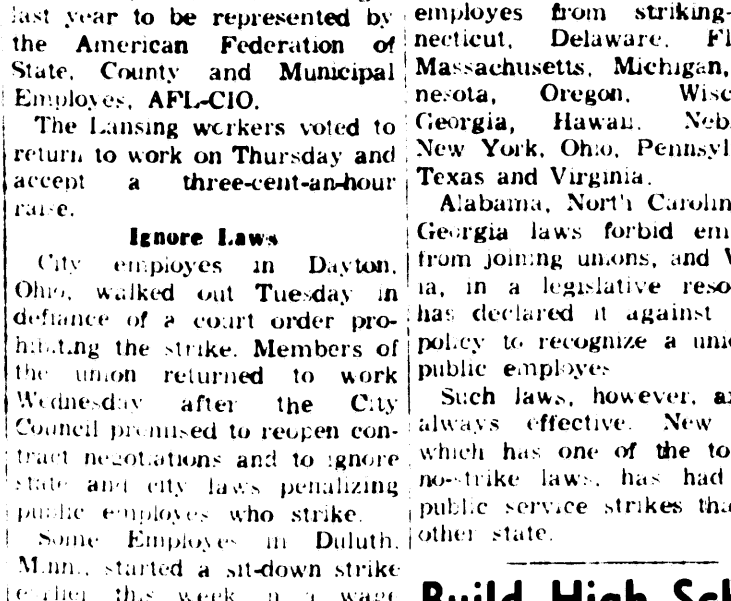 last year to be represented by
the American Federation of
State, County and Municipal
Employes, AFL-CIO.
The Lansing workers voted to
return to work on Thursday and
accept a three-cent-an-hour
raise.
Ignore Laws
City employes in Dayton,
Ohio, walked out Tuesday in
defiance of a court order pro-
hibiting the strike. Members of
the union returned to work
Wednesday after the City
Council promised to reopen con-
tract negotiations and to ignore
state and city laws penalizing
public employes who strike.
Some Employes in Duluth,
Minn., started a sit-down strike
earlier this week in a wage
employes from striking—
necticut, Delaware, Fl
Massachusetts, Michigan,
nesota, Oregon, Wisc
Georgia, Hawaii, Neb
New York, Ohio, Pennsyl
Texas and Virginia.
Alabama, North Carolin
Georgia laws forbid em
from joining unions, and V
ia, in a legislative reso
has declared it against
policy to recognize a uni
public employes
Such laws, however, a
always effective. New
which has one of the to
no-strike laws, has had
public service strikes tha
other state.
Build High Sch